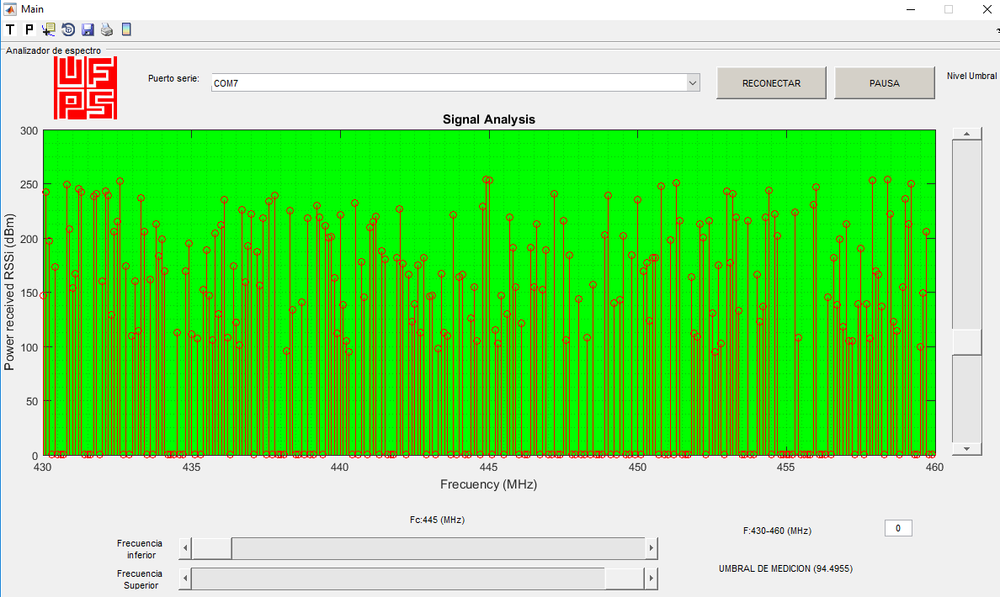 Main
T P
Analizador de espectro
UF
PS
Puerto serie:
COM7
RECONECTAR
PAUSA
Nivel Umbral
Signal Analysis
300
250
200
150
100
50
0
Power received RSSi (dBm)
430
435
440
445
450
455
460
Frecuency (MHz)
Fc:445 (MHz)
F:430-460 (MHz)
0
Frecuencia
inferior
Frecuencia
Superior
UMBRAL DE MEDICION (94.4955)